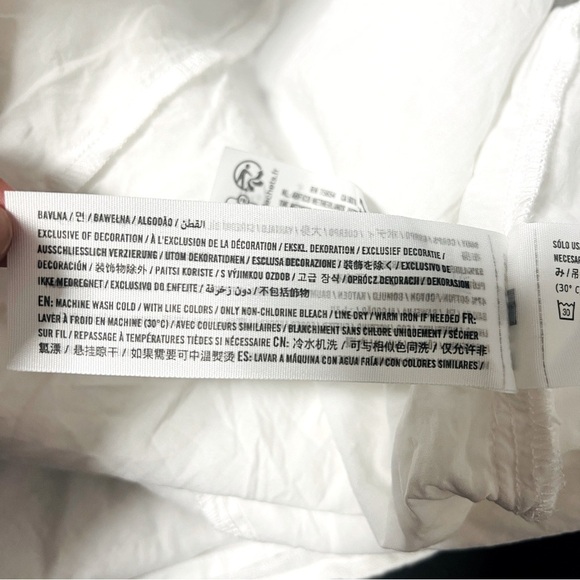 BAVLNA / 면 / BAWEŁNA / ALGODÃO / القطن
EXCLUSIVE OF DECORATION / À L'EXCLUSION DE LA DÉCORATION / EKSKL. DEKORATION / EXCLUSIEF DECORATIE /
AUSSCHLIESSLICH VERZIERUNG / UTOM DEKORATIONEN / ESCLUSA DECORAZIONE / 装飾を除く / EXCLUSIVO DE
DECORACIÓN / 装饰物除外 / PAITSI KORISTE / S VÝJIMKOU OZDOB / 고급 장식 / OPRÓCZ DEKORACH / DEKORASJON
IKKE MEDREGNET / EXCLUSIVO DO ENFEITE / دون زخرفة / 不包括飾物
EN: MACHINE WASH COLD / WITH LIKE COLORS / ONLY NON-CHLORINE BLEACH / LINE DRY / WARM IRON IF NEEDED FR:
LAVER À FROID EN MACHINE (30°C) / AVEC COULEURS SIMILAIRES / BLANCHIMENT SANS CHLORE UNIQUEMENT / SÉCHER
SUR FIL / REPASSAGE À TEMPÉRATURES TIÈDES SI NÉCESSAIRE CN: 冷水机洗 / 可与相似色同洗 / 仅允许非
氯漂 / 悬挂晾干 / 如果需要可中温熨烫 ES: LAVAR A MÁQUINA CON AGUA FRÍA / CON COLORES SIMILARES /
SÓLO US
NECESAR
み /
(30° C
30